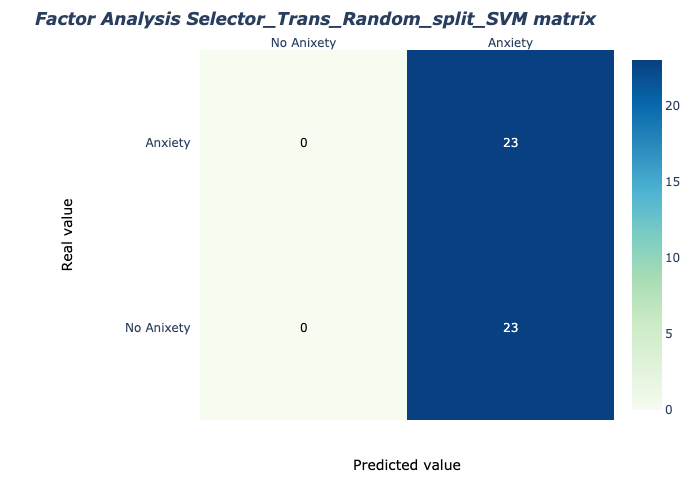 Factor Analysis Selector_Trans_Random_split_SVM matrix
No Anixety
Anxiety
Anxiety
0
23
20
15
Real value
10
No Anixety
0
23
5
0
Predicted value